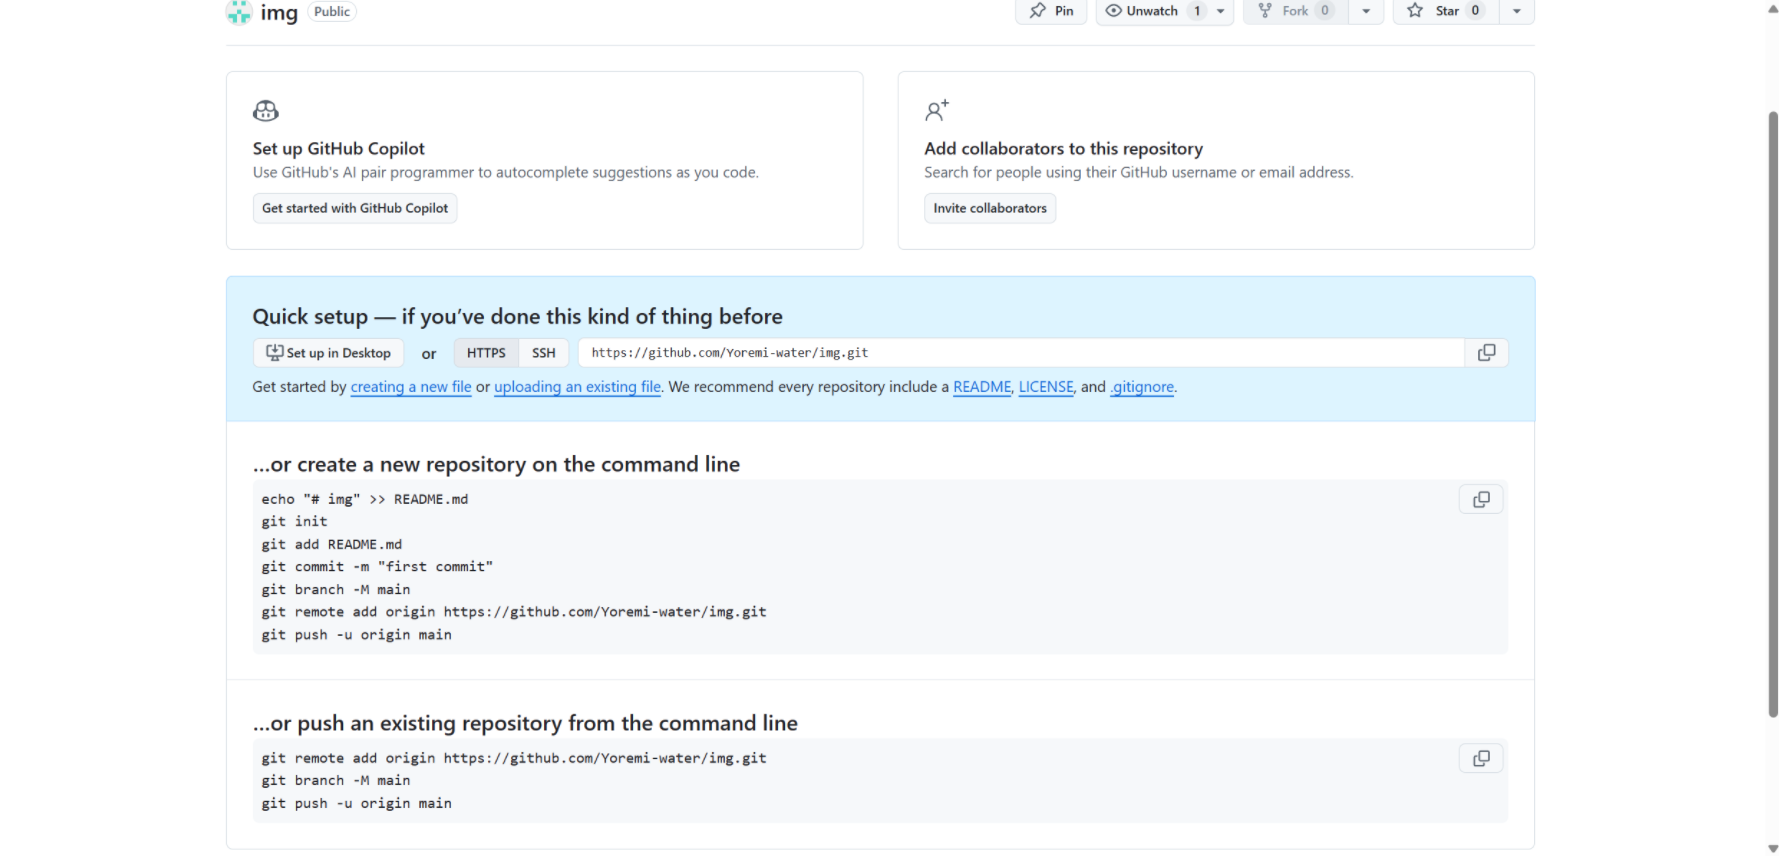 img Public
Pin
Unwatch 1
Fork 0
Star 0
Set up GitHub Copilot
Use GitHub's AI pair programmer to autocomplete suggestions as you code.
Get started with GitHub Copilot
Add collaborators to this repository
Search for people using their GitHub username or email address.
Invite collaborators
Quick setup — if you’ve done this kind of thing before
Set up in Desktop or HTTPS SSH https://github.com/Yoremi-water/img.git
Get started by creating a new file or uploading an existing file. We recommend every repository include a README, LICENSE, and .gitignore.
…or create a new repository on the command line
echo "# img" >> README.md
git init
git add README.md
git commit -m "first commit"
git branch -M main
git remote add origin https://github.com/Yoremi-water/img.git
git push -u origin main
…or push an existing repository from the command line
git remote add origin https://github.com/Yoremi-water/img.git
git branch -M main
git push -u origin main